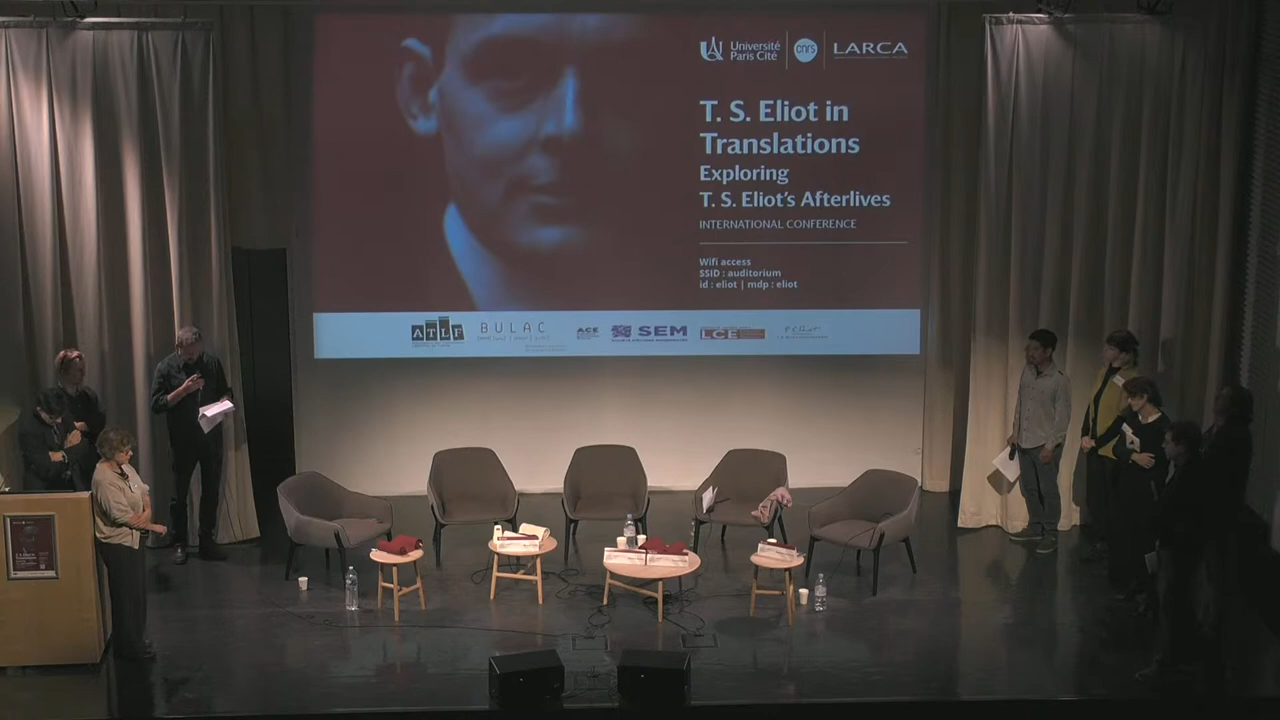 Université
Paris Cité
cnrs
LARCA
T. S. Eliot in
Translations
Exploring
T. S. Eliot's Afterlives
INTERNATIONAL CONFERENCE
Wifi access
SSID : auditorium
id : eliot | mdp : eliot
ATLF
BULAC
ACE
SEM
LCE